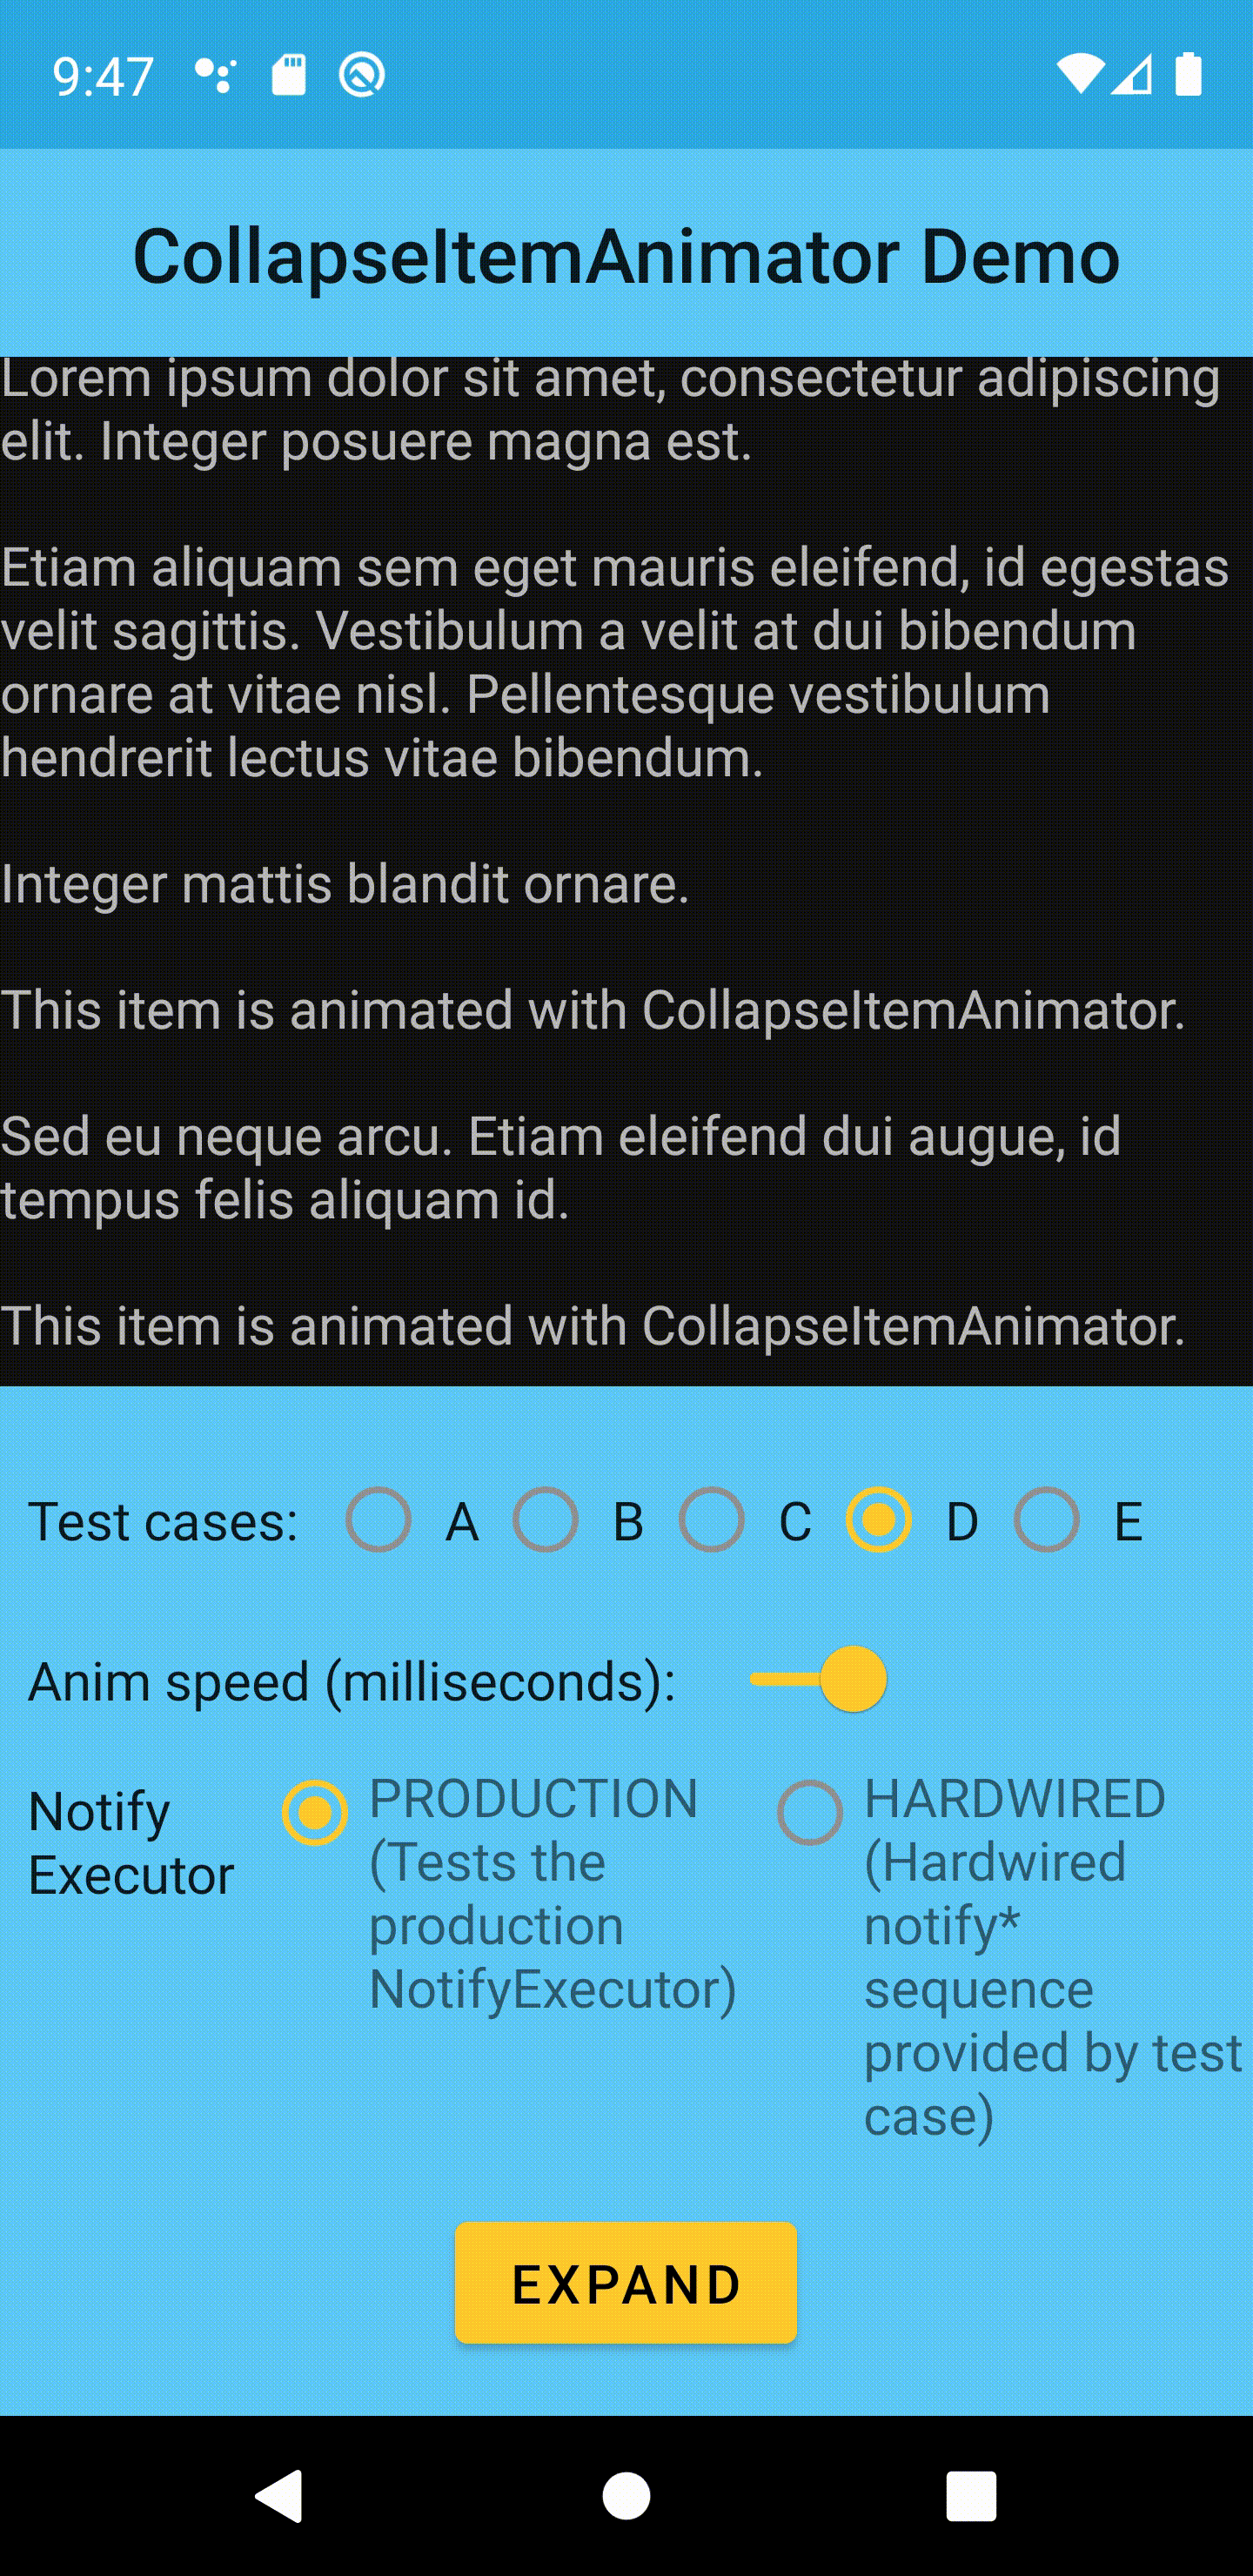 9:47
CollapseItemAnimator Demo
Lorem ipsum dolor sit amet, consectetur adipiscing
elit. Integer posuere magna est.
Etiam aliquam sem eget mauris eleifend, id egestas
velit sagittis. Vestibulum a velit at dui bibendum
ornare at vitae nisl. Pellentesque vestibulum
hendrerit lectus vitae bibendum.
Integer mattis blandit ornare.
This item is animated with CollapseItemAnimator.
Sed eu neque arcu. Etiam eleifend dui augue, id
tempus felis aliquam id.
This item is animated with CollapseItemAnimator.
Test cases: A B C D E
Anim speed (milliseconds):
Notify
Executor
PRODUCTION
(Tests the
production
NotifyExecutor)
HARDWIRED
(Hardwired
notify*
sequence
provided by test
case)
EXPAND